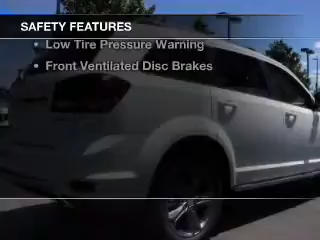 SAFETY FEATURES
• Low Tire Pressure Warning
• Front Ventilated Disc Brakes